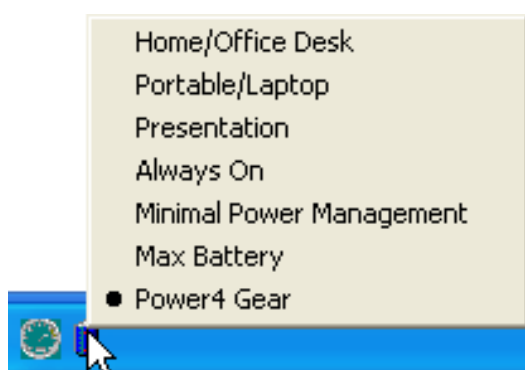 Home/Office Desk
Portable/Laptop
Presentation
Always On
Minimal Power Management
Max Battery
Power4 Gear